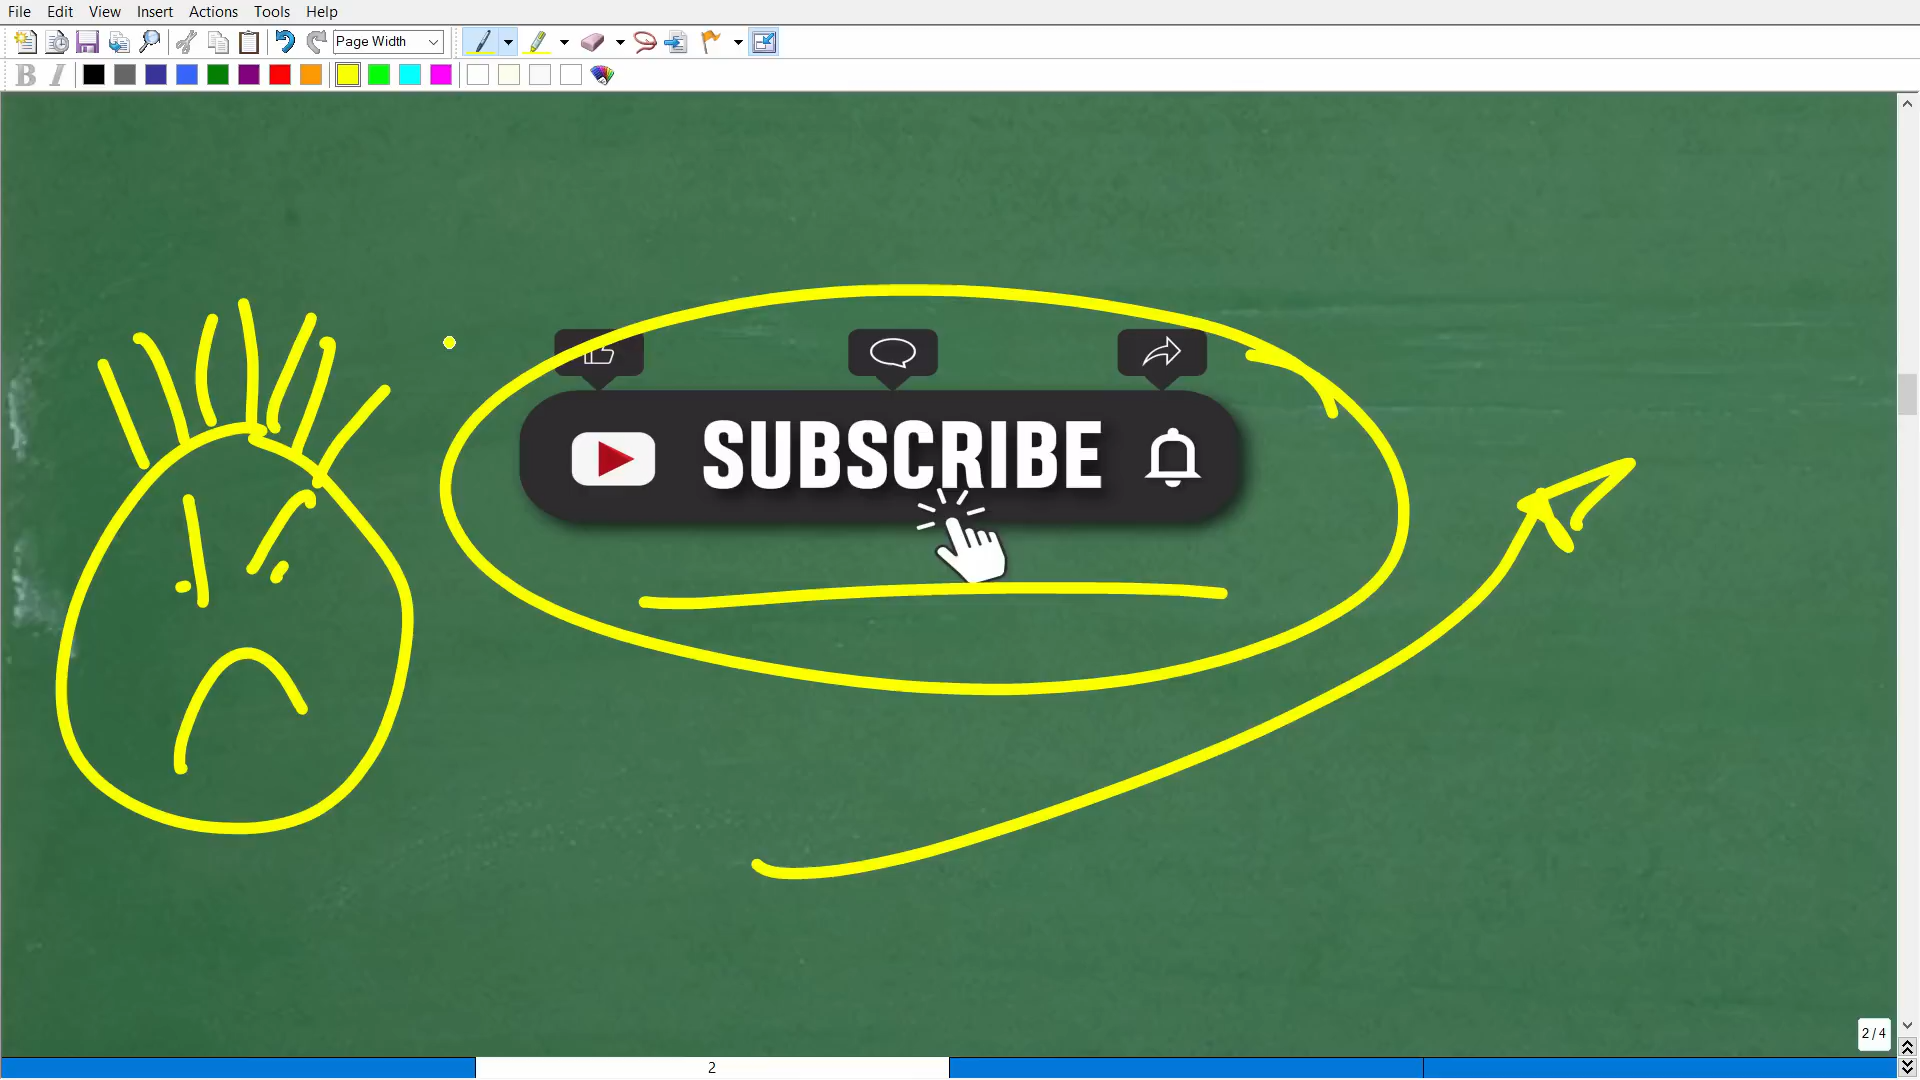 File Edit View Insert Actions Tools Help
Page Width
B I
SUBSCRIBE
2 / 4
2